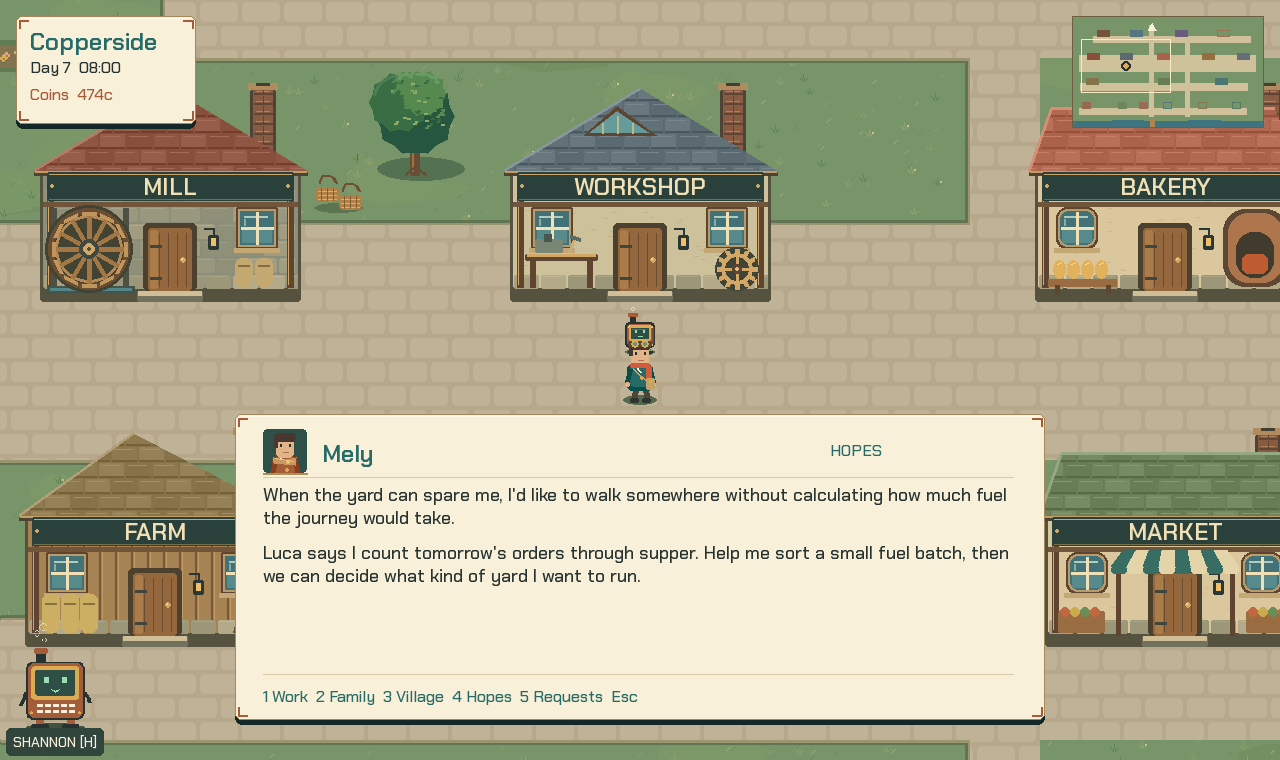 Copperside
Day 7 08:00
Coins 474c
MILL
WORKSHOP
BAKERY
FARM
MARKET
Mely
HOPES
When the yard can spare me, I'd like to walk somewhere without calculating how much fuel
the journey would take.
Luca says I count tomorrow's orders through supper. Help me sort a small fuel batch, then
we can decide what kind of yard I want to run.
1 Work 2 Family 3 Village 4 Hopes 5 Requests Esc
SHANNON [H]